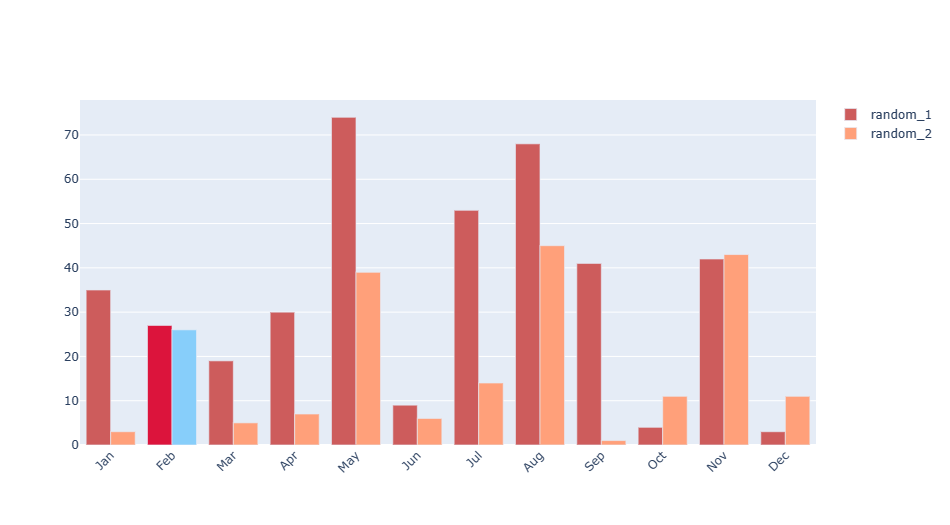 random_1
random_2
70
60
50
40
30
20
10
0
Jan
Feb
Mar
Apr
May
Jun
Jul
Aug
Sep
Oct
Nov
Dec